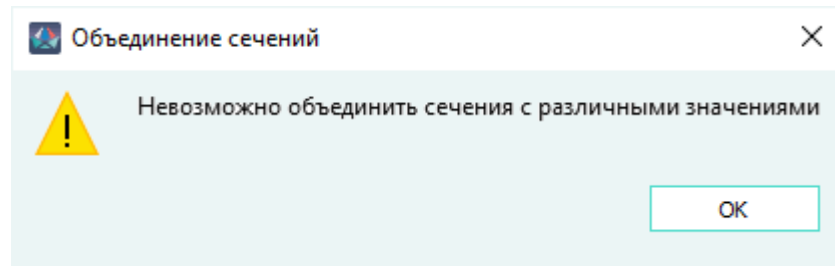 Объединение сечений
Невозможно объединить сечения с различными значениями
OK